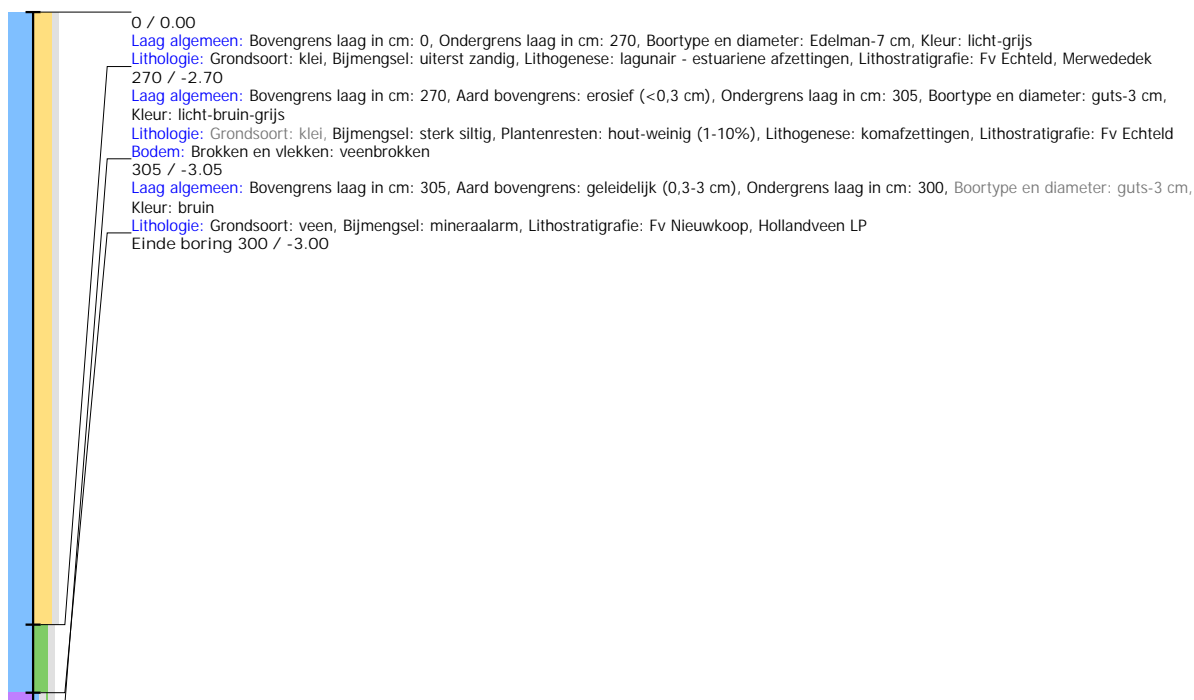 0 / 0.00
Laag algemeen: Bovengrens laag in cm: 0, Ondergrens laag in cm: 270, Boortype en diameter: Edelman-7 cm, Kleur: licht-grijs
Lithologie: Grondsoort: klei, Bijmengsel: uiterst zandig, Lithogenese: lagunair - estuariene afzettingen, Lithostratigrafie: Fv Echteld, Merwededek
270 / -2.70
Laag algemeen: Bovengrens laag in cm: 270, Aard bovengrens: erosief (<0,3 cm), Ondergrens laag in cm: 305, Boortype en diameter: guts-3 cm,
Kleur: licht-bruin-grijs
Lithologie: Grondsoort: klei, Bijmengsel: sterk siltig, Plantenresten: hout-weinig (1-10%), Lithogenese: komafzettingen, Lithostratigrafie: Fv Echteld
Bodem: Brokken en vlekken: veenbrokken
305 / -3.05
Laag algemeen: Bovengrens laag in cm: 305, Aard bovengrens: geleidelijk (0,3-3 cm), Ondergrens laag in cm: 300, Boortype en diameter: guts-3 cm,
Kleur: bruin
Lithologie: Grondsoort: veen, Bijmengsel: mineraalarm, Lithostratigrafie: Fv Nieuwkoop, Hollandveen LP
Einde boring 300 / -3.00